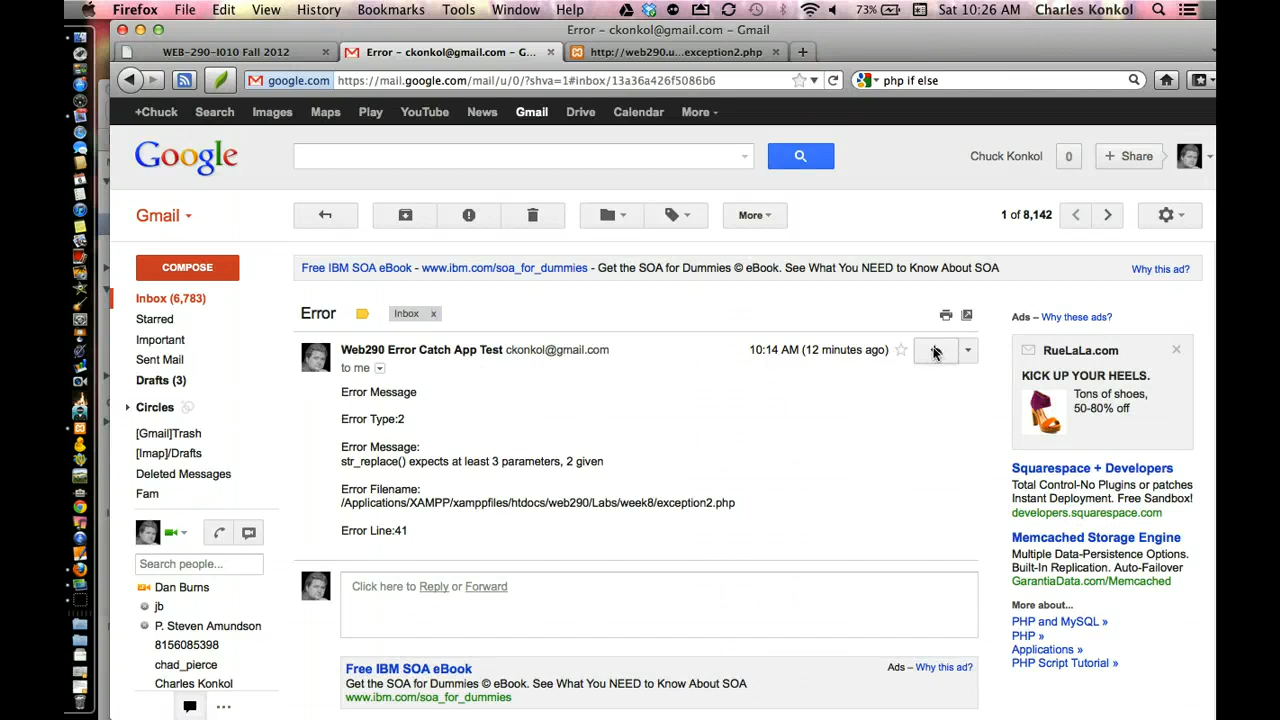 Firefox File Edit View History Bookmarks Tools Window Help 73% Sat 10:26 AM Charles Konkol
Error – ckonkol@gmail.com – Gmail
WEB-290-I010 Fall 2012 × Error – ckonkol@gmail.com – G... × http://web290.u...exception2.php × +
google.com https://mail.google.com/mail/u/0/?shva=1#inbox/13a36a426f5086b6 php if else
+Chuck Search Images Maps Play YouTube News Gmail Drive Calendar More
Google Chuck Konkol 0 + Share
Gmail More 1 of 8,142
COMPOSE
Free IBM SOA eBook - www.ibm.com/soa_for_dummies - Get the SOA for Dummies © eBook. See What You NEED to Know About SOA Why this ad?
Inbox (6,783)
Starred
Important
Sent Mail
Drafts (3)
Circles
[Gmail]Trash
[Imap]/Drafts
Deleted Messages
Fam
Search people...
Dan Burns
jb
P. Steven Amundson
8156085398
chad_pierce
Charles Konkol
Error Inbox x
Web290 Error Catch App Test ckonkol@gmail.com 10:14 AM (12 minutes ago)
to me
Error Message
Error Type:2
Error Message:
str_replace() expects at least 3 parameters, 2 given
Error Filename:
/Applications/XAMPP/xamppfiles/htdocs/web290/Labs/week8/exception2.php
Error Line:41
Click here to Reply or Forward
Free IBM SOA eBook Ads – Why this ad?
Get the SOA for Dummies © eBook. See What You NEED to Know About SOA
www.ibm.com/soa_for_dummies
Ads – Why these ads?
RueLaLa.com
KICK UP YOUR HEELS.
Tons of shoes,
50-80% off
Squarespace + Developers
Total Control-No Plugins or patches
Instant Deployment. Free Sandbox!
developers.squarespace.com
Memcached Storage Engine
Multiple Data-Persistence Options.
Built-In Replication. Auto-Failover
GarantiaData.com/Memcached
More about...
PHP and MySQL »
PHP »
Applications »
PHP Script Tutorial »